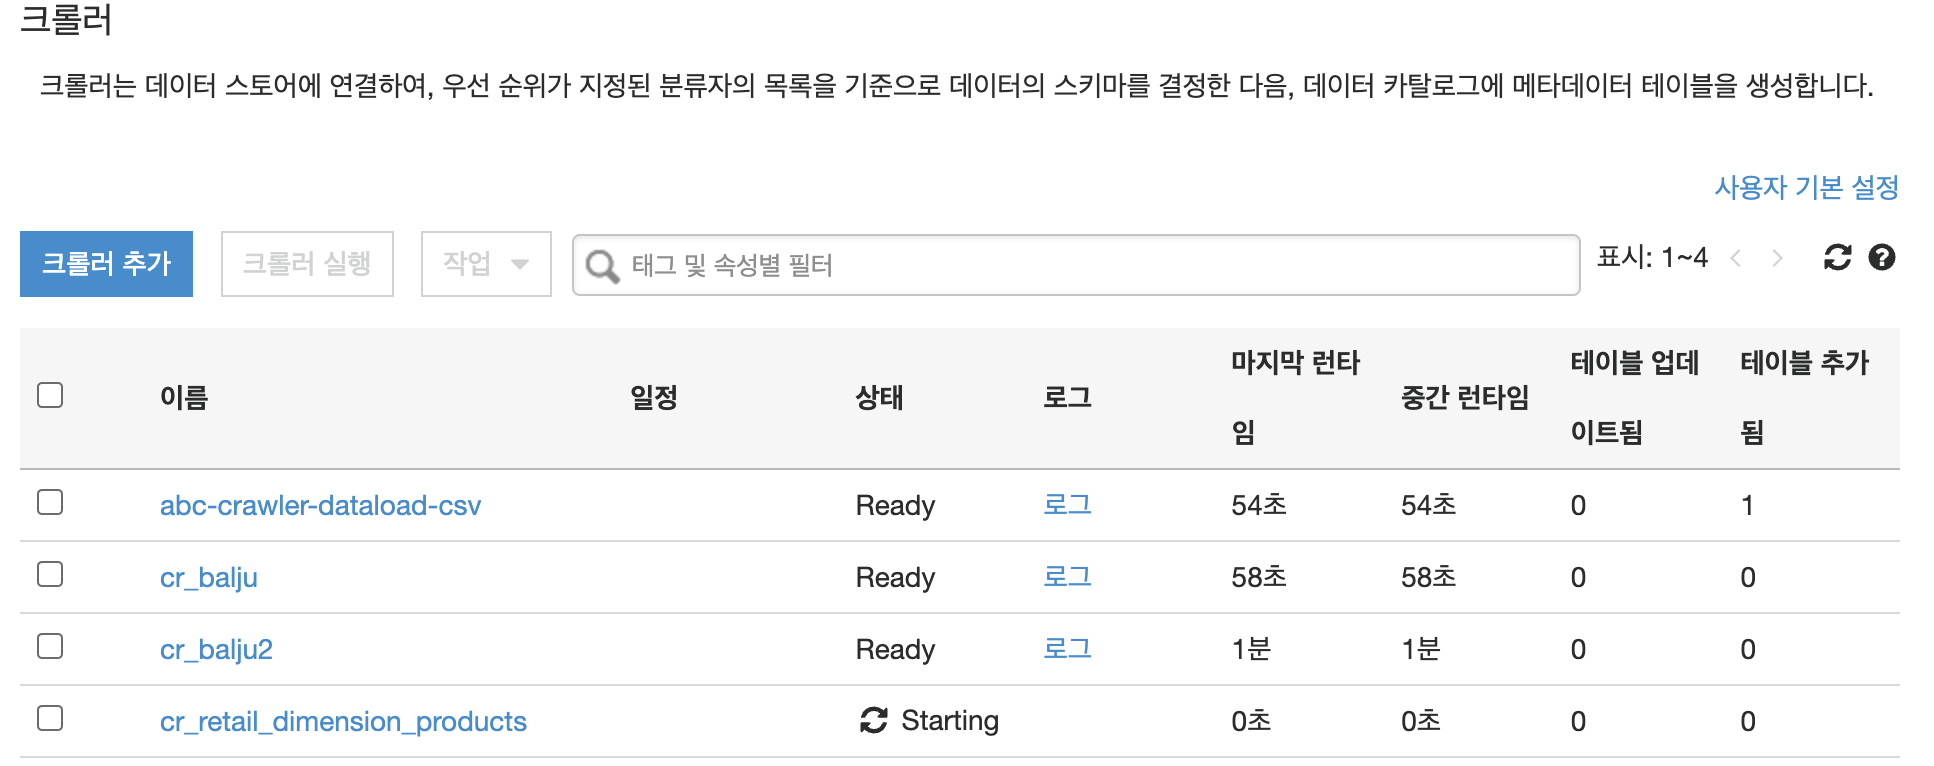 크롤러
크롤러는 데이터 스토어에 연결하여, 우선 순위가 지정된 분류자의 목록을 기준으로 데이터의 스키마를 결정한 다음, 데이터 카탈로그에 메타데이터 테이블을 생성합니다.
사용자 기본 설정
크롤러 추가 크롤러 실행 작업 태그 및 속성별 필터 표시: 1~4
이름 일정 상태 로그 마지막 런타임 중간 런타임 테이블 업데이트됨 테이블 추가됨
abc-crawler-dataload-csv Ready 로그 54초 54초 0 1
cr_balju Ready 로그 58초 58초 0 0
cr_balju2 Ready 로그 1분 1분 0 0
cr_retail_dimension_products Starting 0초 0초 0 0